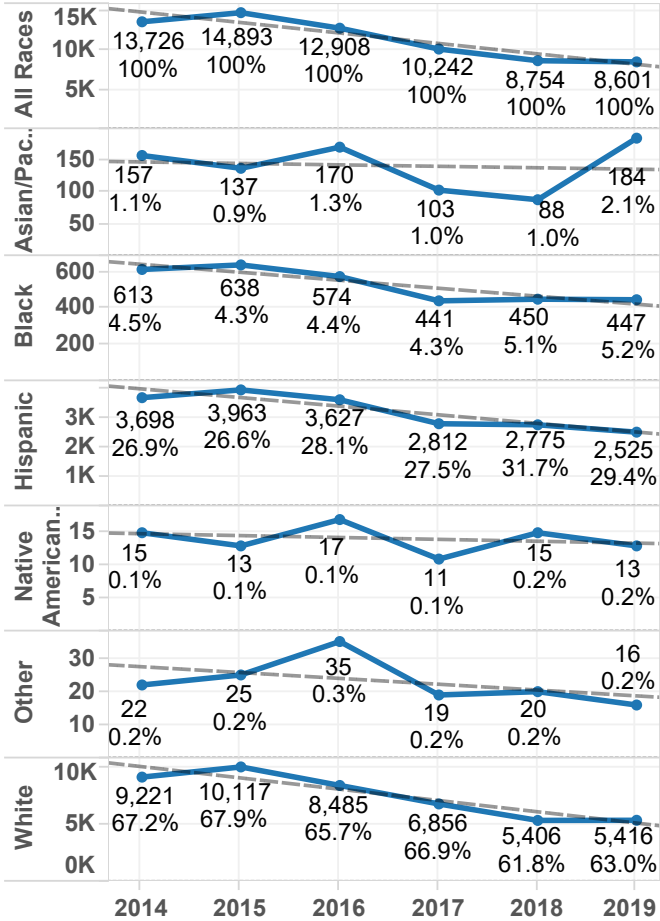 All Races
15K
10K
5K
13,726 14,893 12,908 10,242 8,754 8,601
100% 100% 100% 100% 100% 100%
Asian/Pac..
150
100
50
157 137 170 103 88 184
1.1% 0.9% 1.3% 1.0% 1.0% 2.1%
Black
600
400
200
613 638 574 441 450 447
4.5% 4.3% 4.4% 4.3% 5.1% 5.2%
Hispanic
3K
2K
1K
3,698 3,963 3,627 2,812 2,775 2,525
26.9% 26.6% 28.1% 27.5% 31.7% 29.4%
Native
American..
15
10
5
15 13 17 11 15 13
0.1% 0.1% 0.1% 0.1% 0.2% 0.2%
Other
30
20
10
22 25 35 19 20 16
0.2% 0.2% 0.3% 0.2% 0.2% 0.2%
White
10K
5K
0K
9,221 10,117 8,485 6,856 5,406 5,416
67.2% 67.9% 65.7% 66.9% 61.8% 63.0%
2014 2015 2016 2017 2018 2019